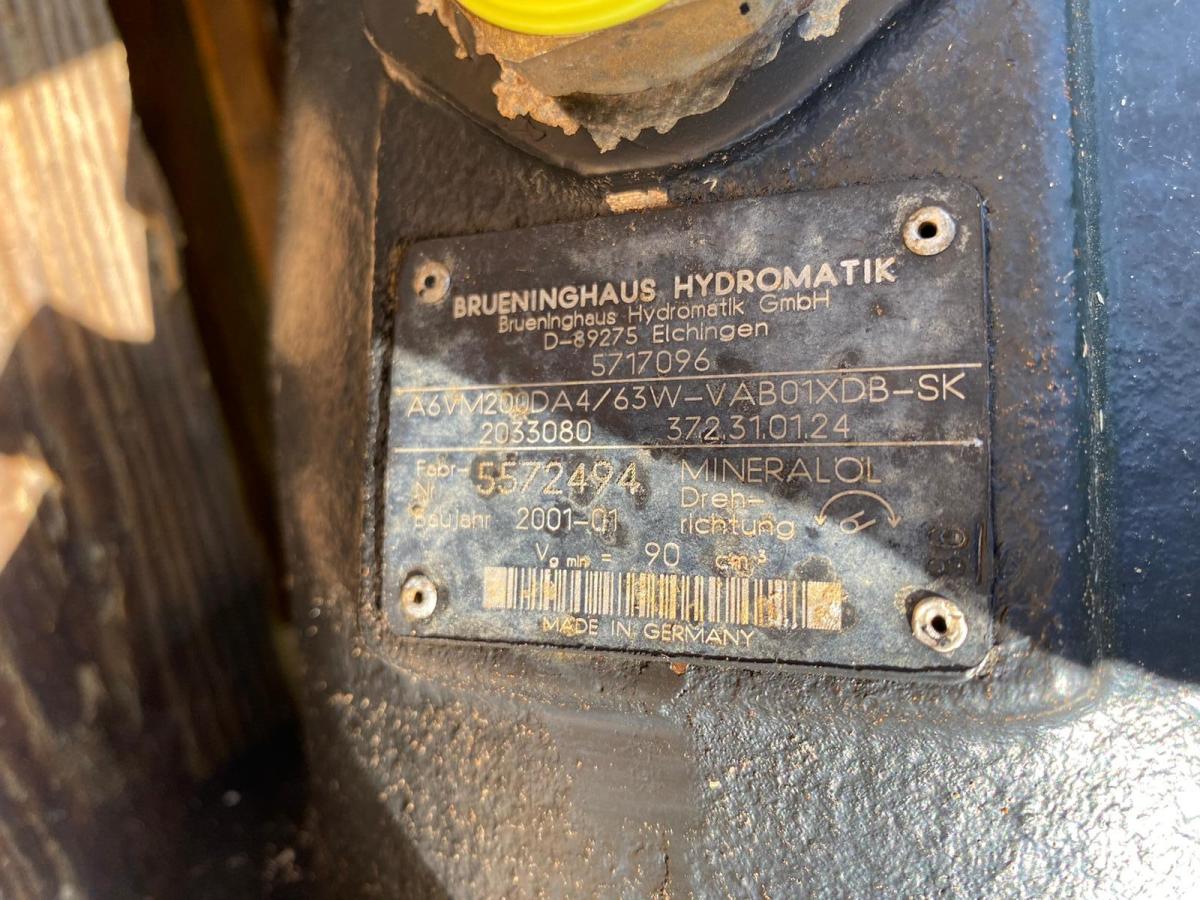 BRUENINGHAUS HYDROMATIK
Brueninghaus Hydromatik GmbH
D-89275 Elchingen
5717096
A6VM200DA4/63W-VAB01XDB-SK
2033080 372.31.01.24
Fabr-Nr. 5572494 MINERALÖL
Baujahr 2001-01 Dreh-
richtung
Vg min = 90 cm³
MADE IN GERMANY